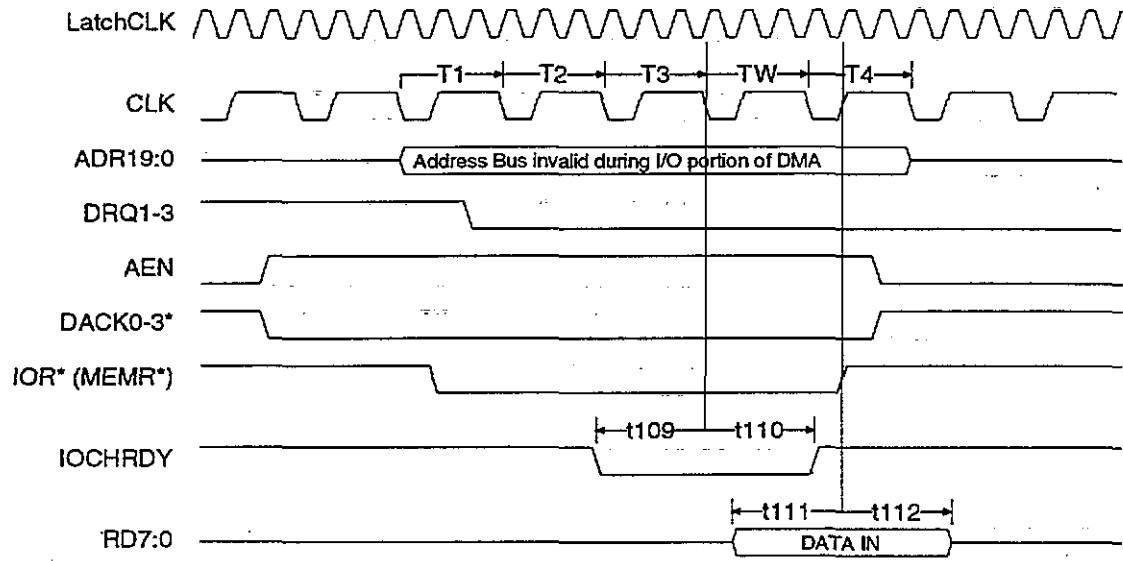 LatchCLK
T1 T2 T3 TW T4
CLK
ADR19:0 Address Bus invalid during I/O portion of DMA
DRQ1-3
AEN
DACK0-3*
IOR* (MEMR*)
t109 t110
IOCHRDY
t111 t112
RD7:0 DATA IN